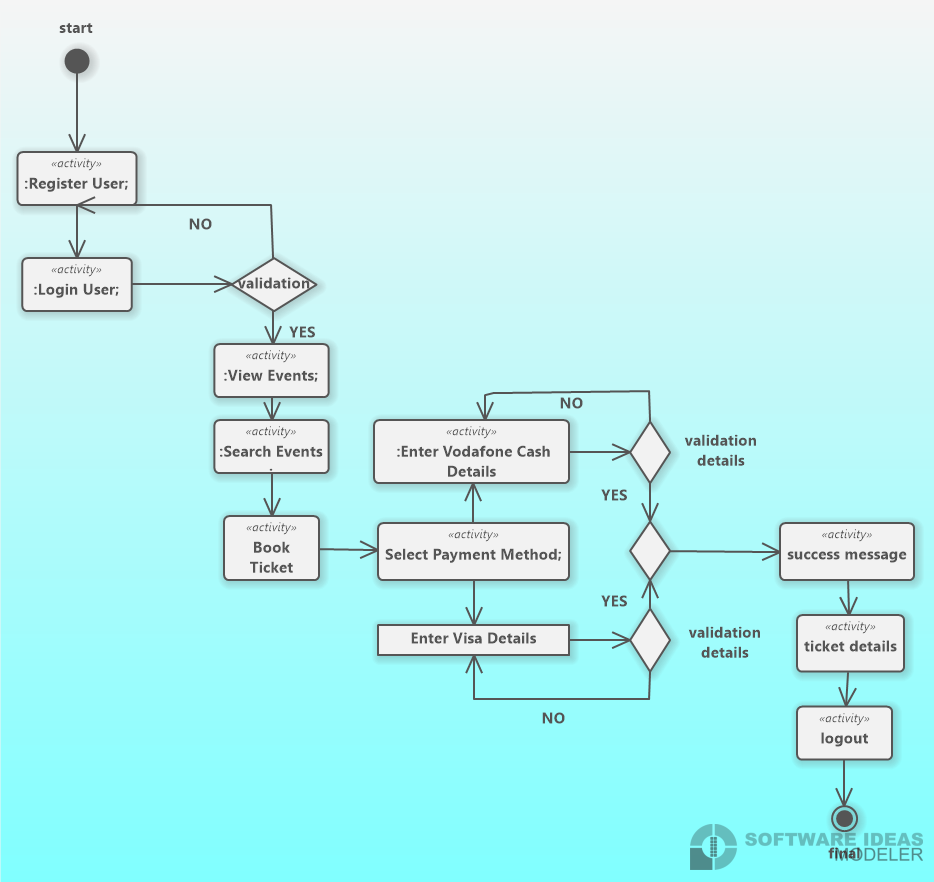 start
«activity»
:Register User;
NO
«activity»
:Login User;
validation
YES
«activity»
:View Events;
«activity»
:Search Events
;
«activity»
Book
Ticket
«activity»
:Enter Vodafone Cash
Details
NO
validation
details
YES
«activity»
Select Payment Method;
Enter Visa Details
YES
validation
details
NO
«activity»
success message
«activity»
ticket details
«activity»
logout
final
SOFTWARE IDEAS
MODELER